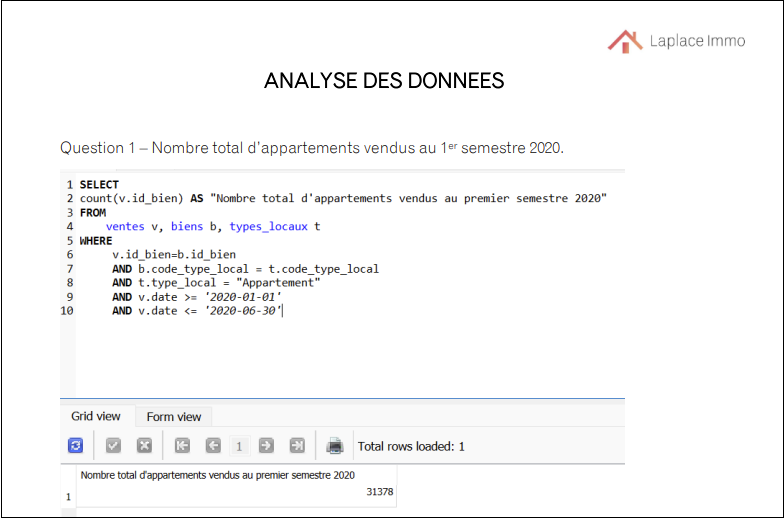 Laplace Immo
ANALYSE DES DONNEES
Question 1 – Nombre total d'appartements vendus au 1er semestre 2020.
1 SELECT
2 count(v.id_bien) AS "Nombre total d'appartements vendus au premier semestre 2020"
3 FROM
4 ventes v, biens b, types_locaux t
5 WHERE
6 v.id_bien=b.id_bien
7 AND b.code_type_local = t.code_type_local
8 AND t.type_local = "Appartement"
9 AND v.date >= '2020-01-01'
10 AND v.date <= '2020-06-30'
Grid view Form view
1 Total rows loaded: 1
Nombre total d'appartements vendus au premier semestre 2020
1 31378